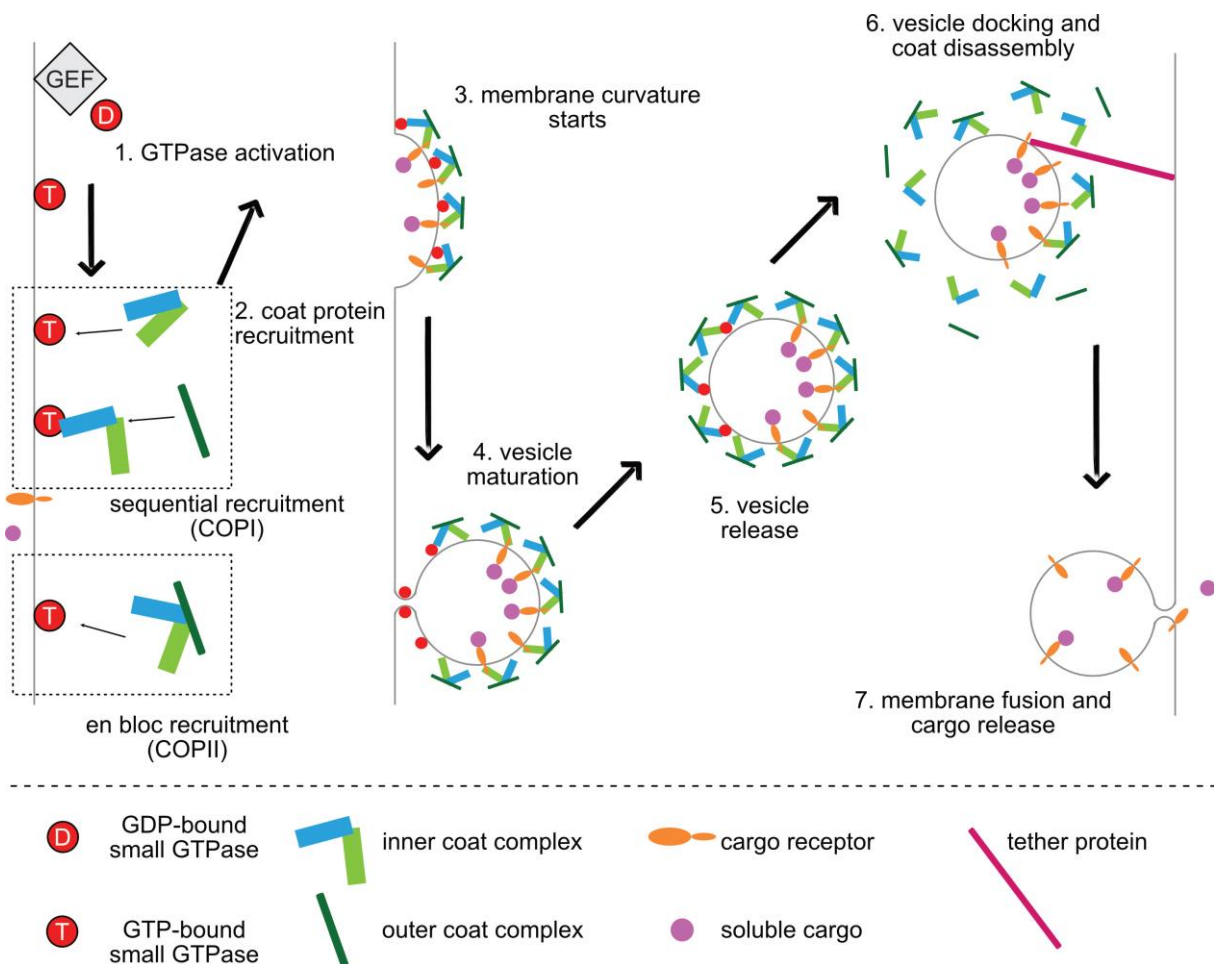 GEF
D
1. GTPase activation
T
T
2. coat protein
recruitment
T
sequential recruitment
(COPI)
T
en bloc recruitment
(COPII)
3. membrane curvature
starts
4. vesicle
maturation
5. vesicle
release
6. vesicle docking and
coat disassembly
7. membrane fusion and
cargo release
D
GDP-bound
small GTPase
inner coat complex
cargo receptor
tether protein
T
GTP-bound
small GTPase
outer coat complex
soluble cargo